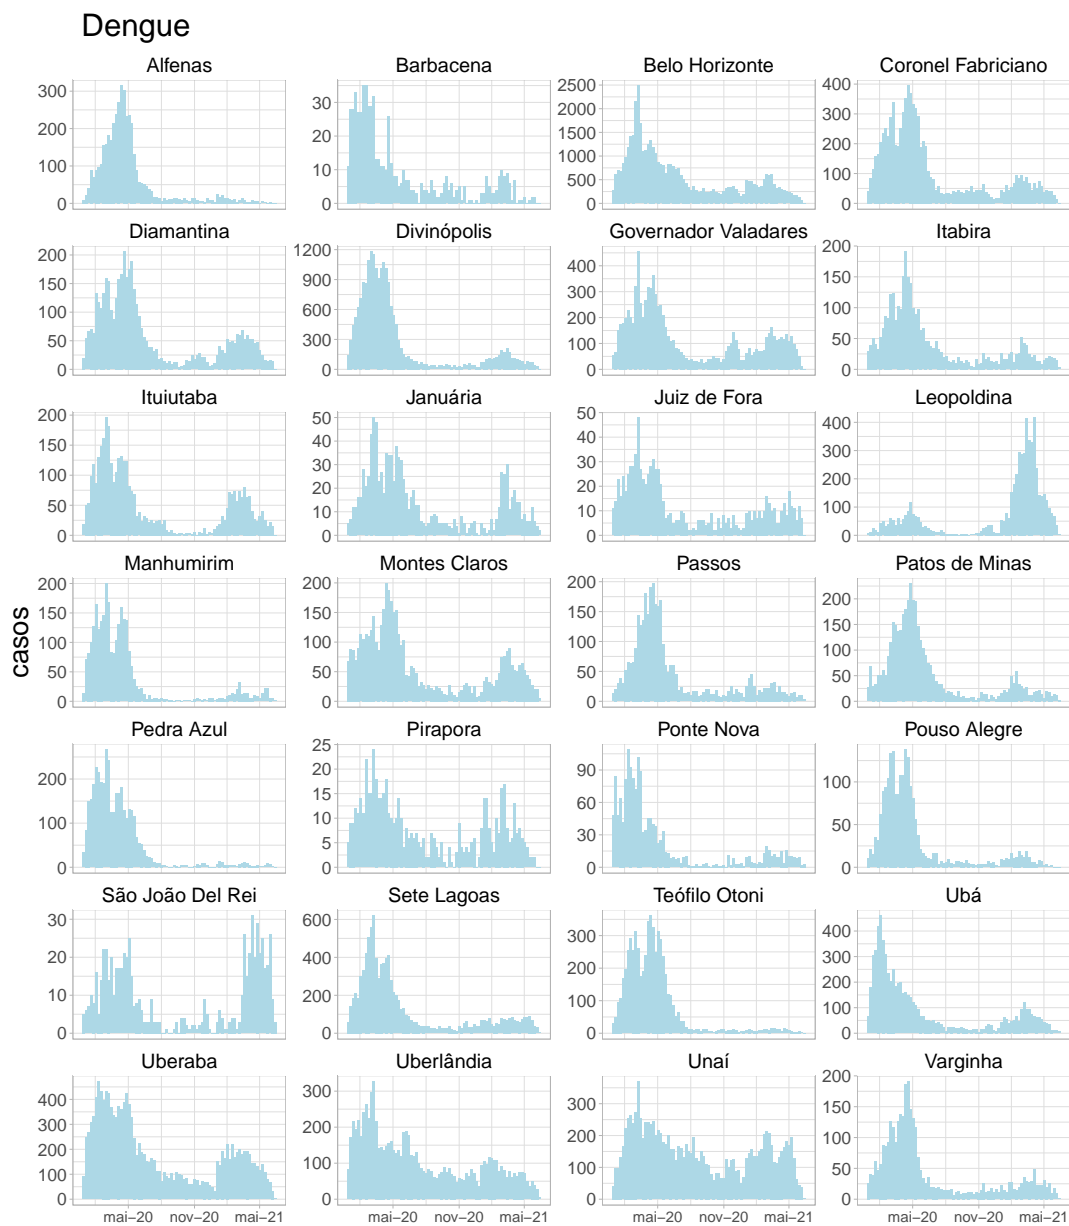 Dengue
Alfenas Barbacena Belo Horizonte Coronel Fabriciano
300 200 100 0
30 20 10 0
2500 2000 1500 1000 500 0
400 300 200 100 0
Diamantina Divinópolis Governador Valadares Itabira
200 150 100 50 0
1200 900 600 300 0
400 300 200 100 0
200 150 100 50 0
Ituiutaba Januária Juiz de Fora Leopoldina
200 150 100 50 0
50 40 30 20 10 0
50 40 30 20 10 0
400 300 200 100 0
Manhumirim Montes Claros Passos Patos de Minas
casos
200 150 100 50 0
200 150 100 50 0
200 150 100 50 0
200 150 100 50 0
Pedra Azul Pirapora Ponte Nova Pouso Alegre
200 100 0
25 20 15 10 5 0
90 60 30 0
100 50 0
São João Del Rei Sete Lagoas Teófilo Otoni Ubá
30 20 10 0
600 400 200 0
300 200 100 0
400 300 200 100 0
Uberaba Uberlândia Unaí Varginha
400 300 200 100 0
300 200 100 0
300 200 100 0
200 150 100 50 0
mai–20 nov–20 mai–21 mai–20 nov–20 mai–21 mai–20 nov–20 mai–21 mai–20 nov–20 mai–21